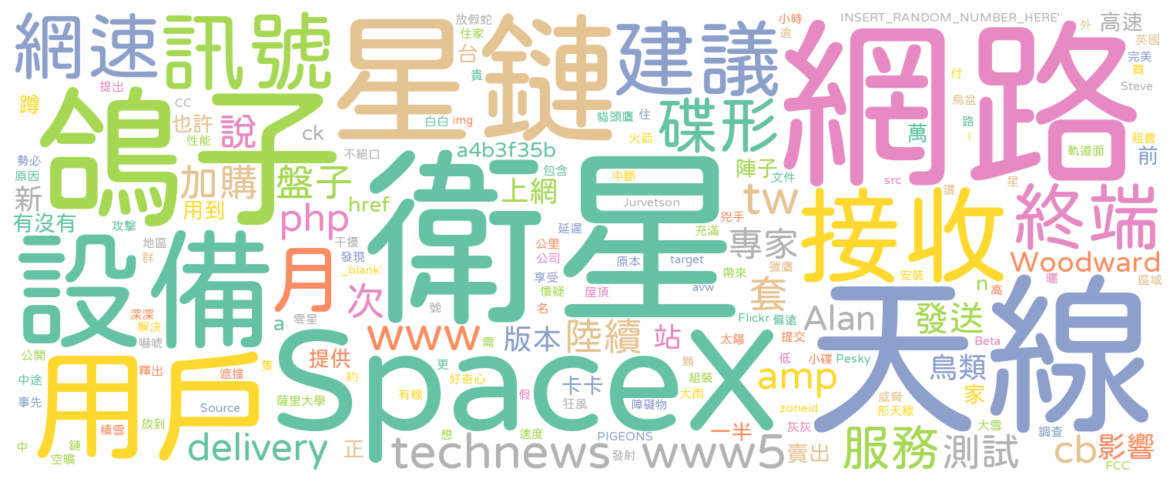 網速
訊號
星鏈
建議
網路
放假蛇
住家
台
小時
逾
INSERT_RANDOM_NUMBER_HERE'
高速
外
英國
完美
買
Steve
提出
蹲
鴿子
cc
也許
性能
說
ck
白白
img
貓頭鷹
住
火箭
碟形
萬
付
鳥盆
路
I
租費
軌道面
前
勢必
原因
新
有沒有
加購
用到
攻擊
盤子
不絕口
href
php
a4b3f35b
上網
包含
中斷
Jurvetson
陣子
文件
tw
src
讚
星
接收
終端
設備
地區
群
月
干擾
發現
_blank'
次
衛星
延遲
公里
公司
享受
懷疑
名
原本
屋頂
兇手
充滿
target
帶來
avw
專家
獵鷹
套
安裝
n
高
曬
Woodward
區域
深深
解決
嚇唬
a
零星
號
www
版本
需
陸續
站
Flickr
偏遠
太陽
Alan
提交
發送
Beta
天線
公開
釋出
遮擋
隻
提供
約
SpaceX
更
好奇心
卡卡
狂風
假
障礙物
顆
組裝
大雨
低
小碟
Pesky
amp
zoneid
威脅
形天線
鳥類
家
中途
事先
用戶
Source
薩里大學
有線
積雪
放到
中
鏈
空曠
delivery
正
想
速度
technews
發射
PIGEONS
www5
一半
灰灰
賣出
服務
測試
大雪
調查
cb
影響
FCC